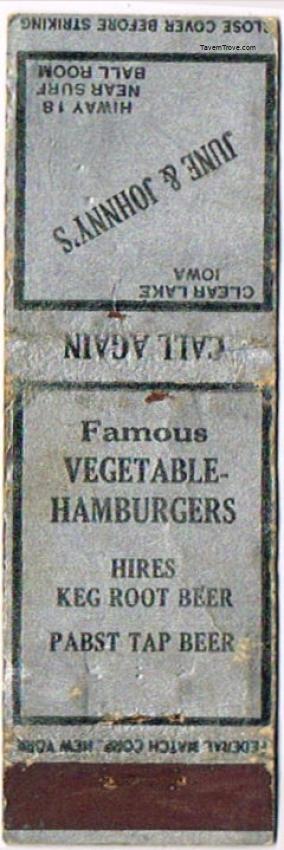 CLOSE COVER BEFORE STRIKING
TavernTrove.com
HIWAY 18
NEAR SURF
BALL ROOM
JUNE & JOHNNY'S
CLEAR LAKE
IOWA
CALL AGAIN
Famous
VEGETABLE-
HAMBURGERS
HIRES
KEG ROOT BEER
PABST TAP BEER
FEDERAL MATCH CORP. NEW YORK